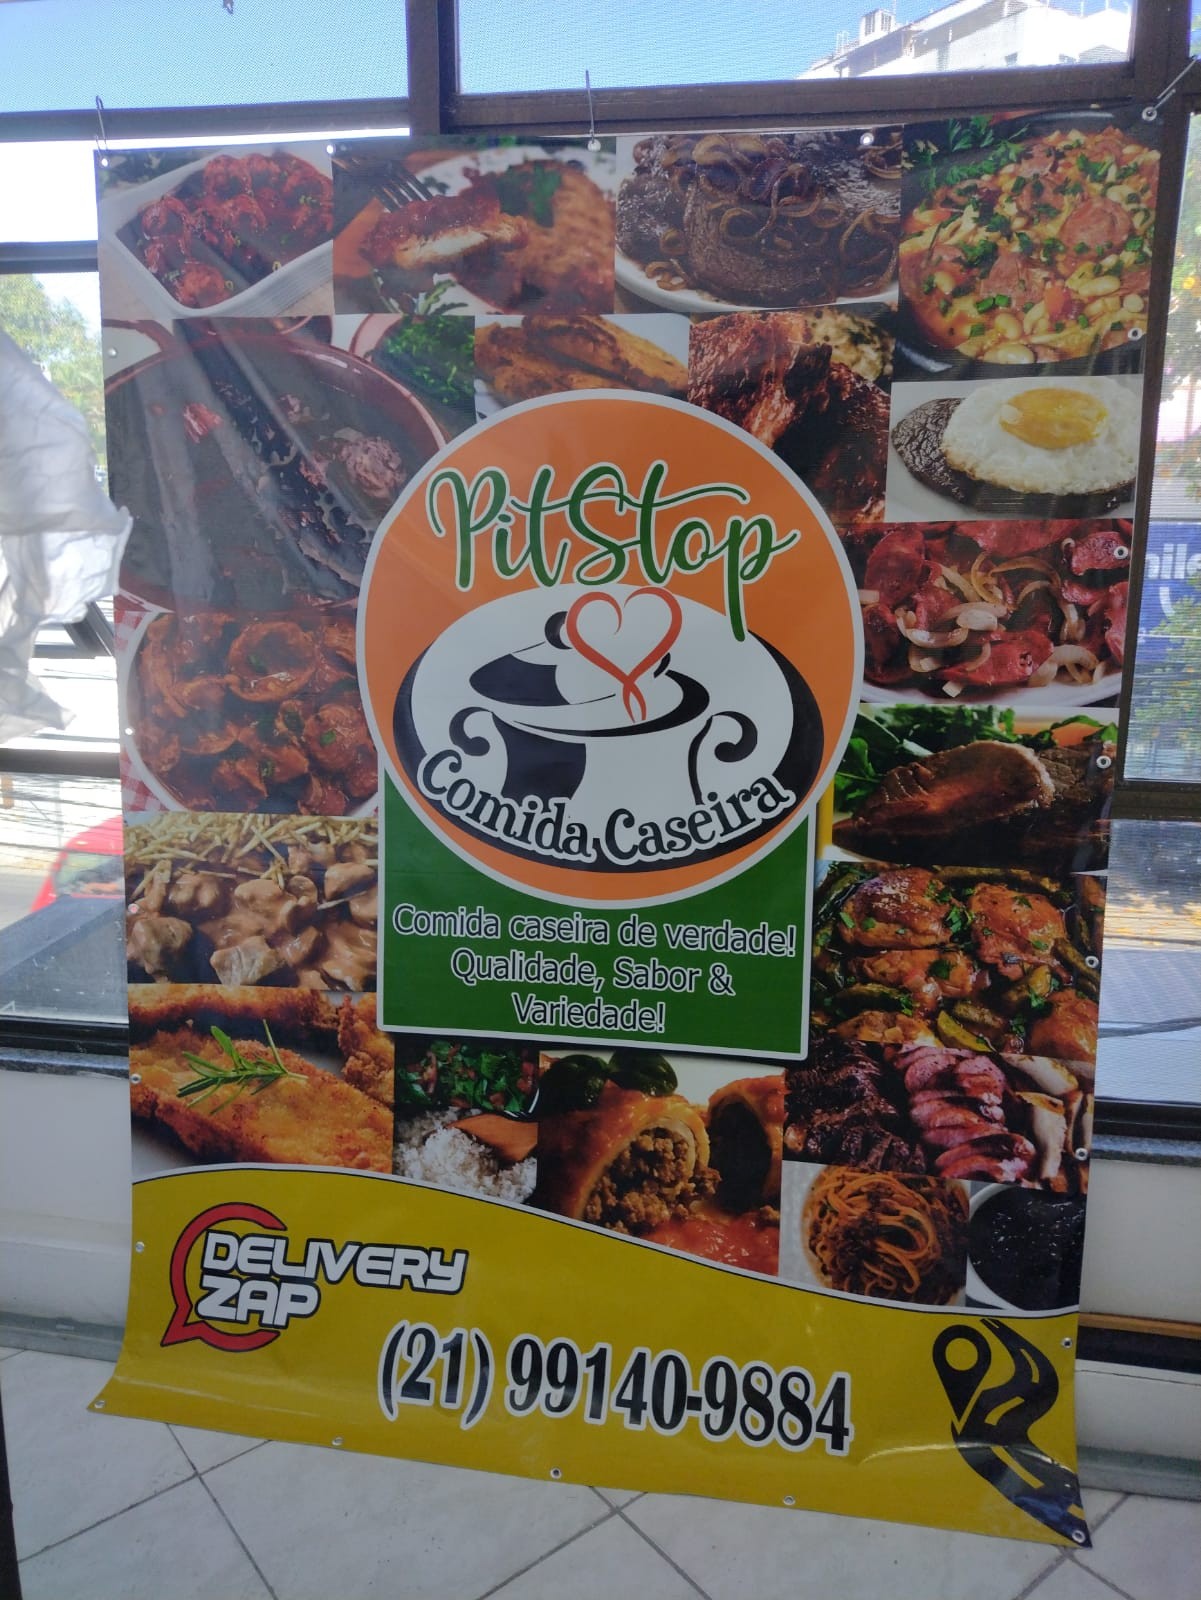 PitStop
Comida Caseira
Comida caseira de verdade!
Qualidade, Sabor &
Variedade!
DELIVERY
ZAP
(21) 99140-9884